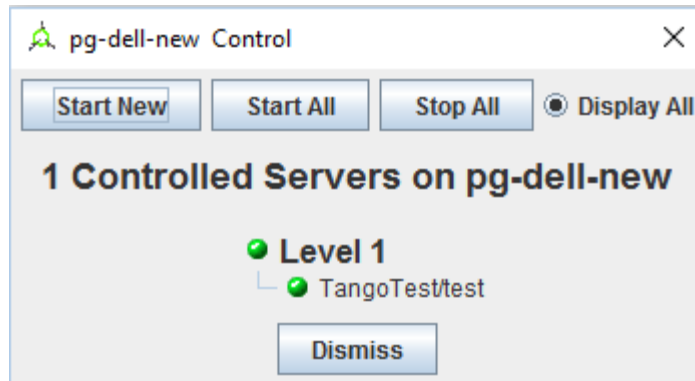 pg-dell-new Control
Start New Start All Stop All Display All
1 Controlled Servers on pg-dell-new
Level 1
TangoTest/test
Dismiss